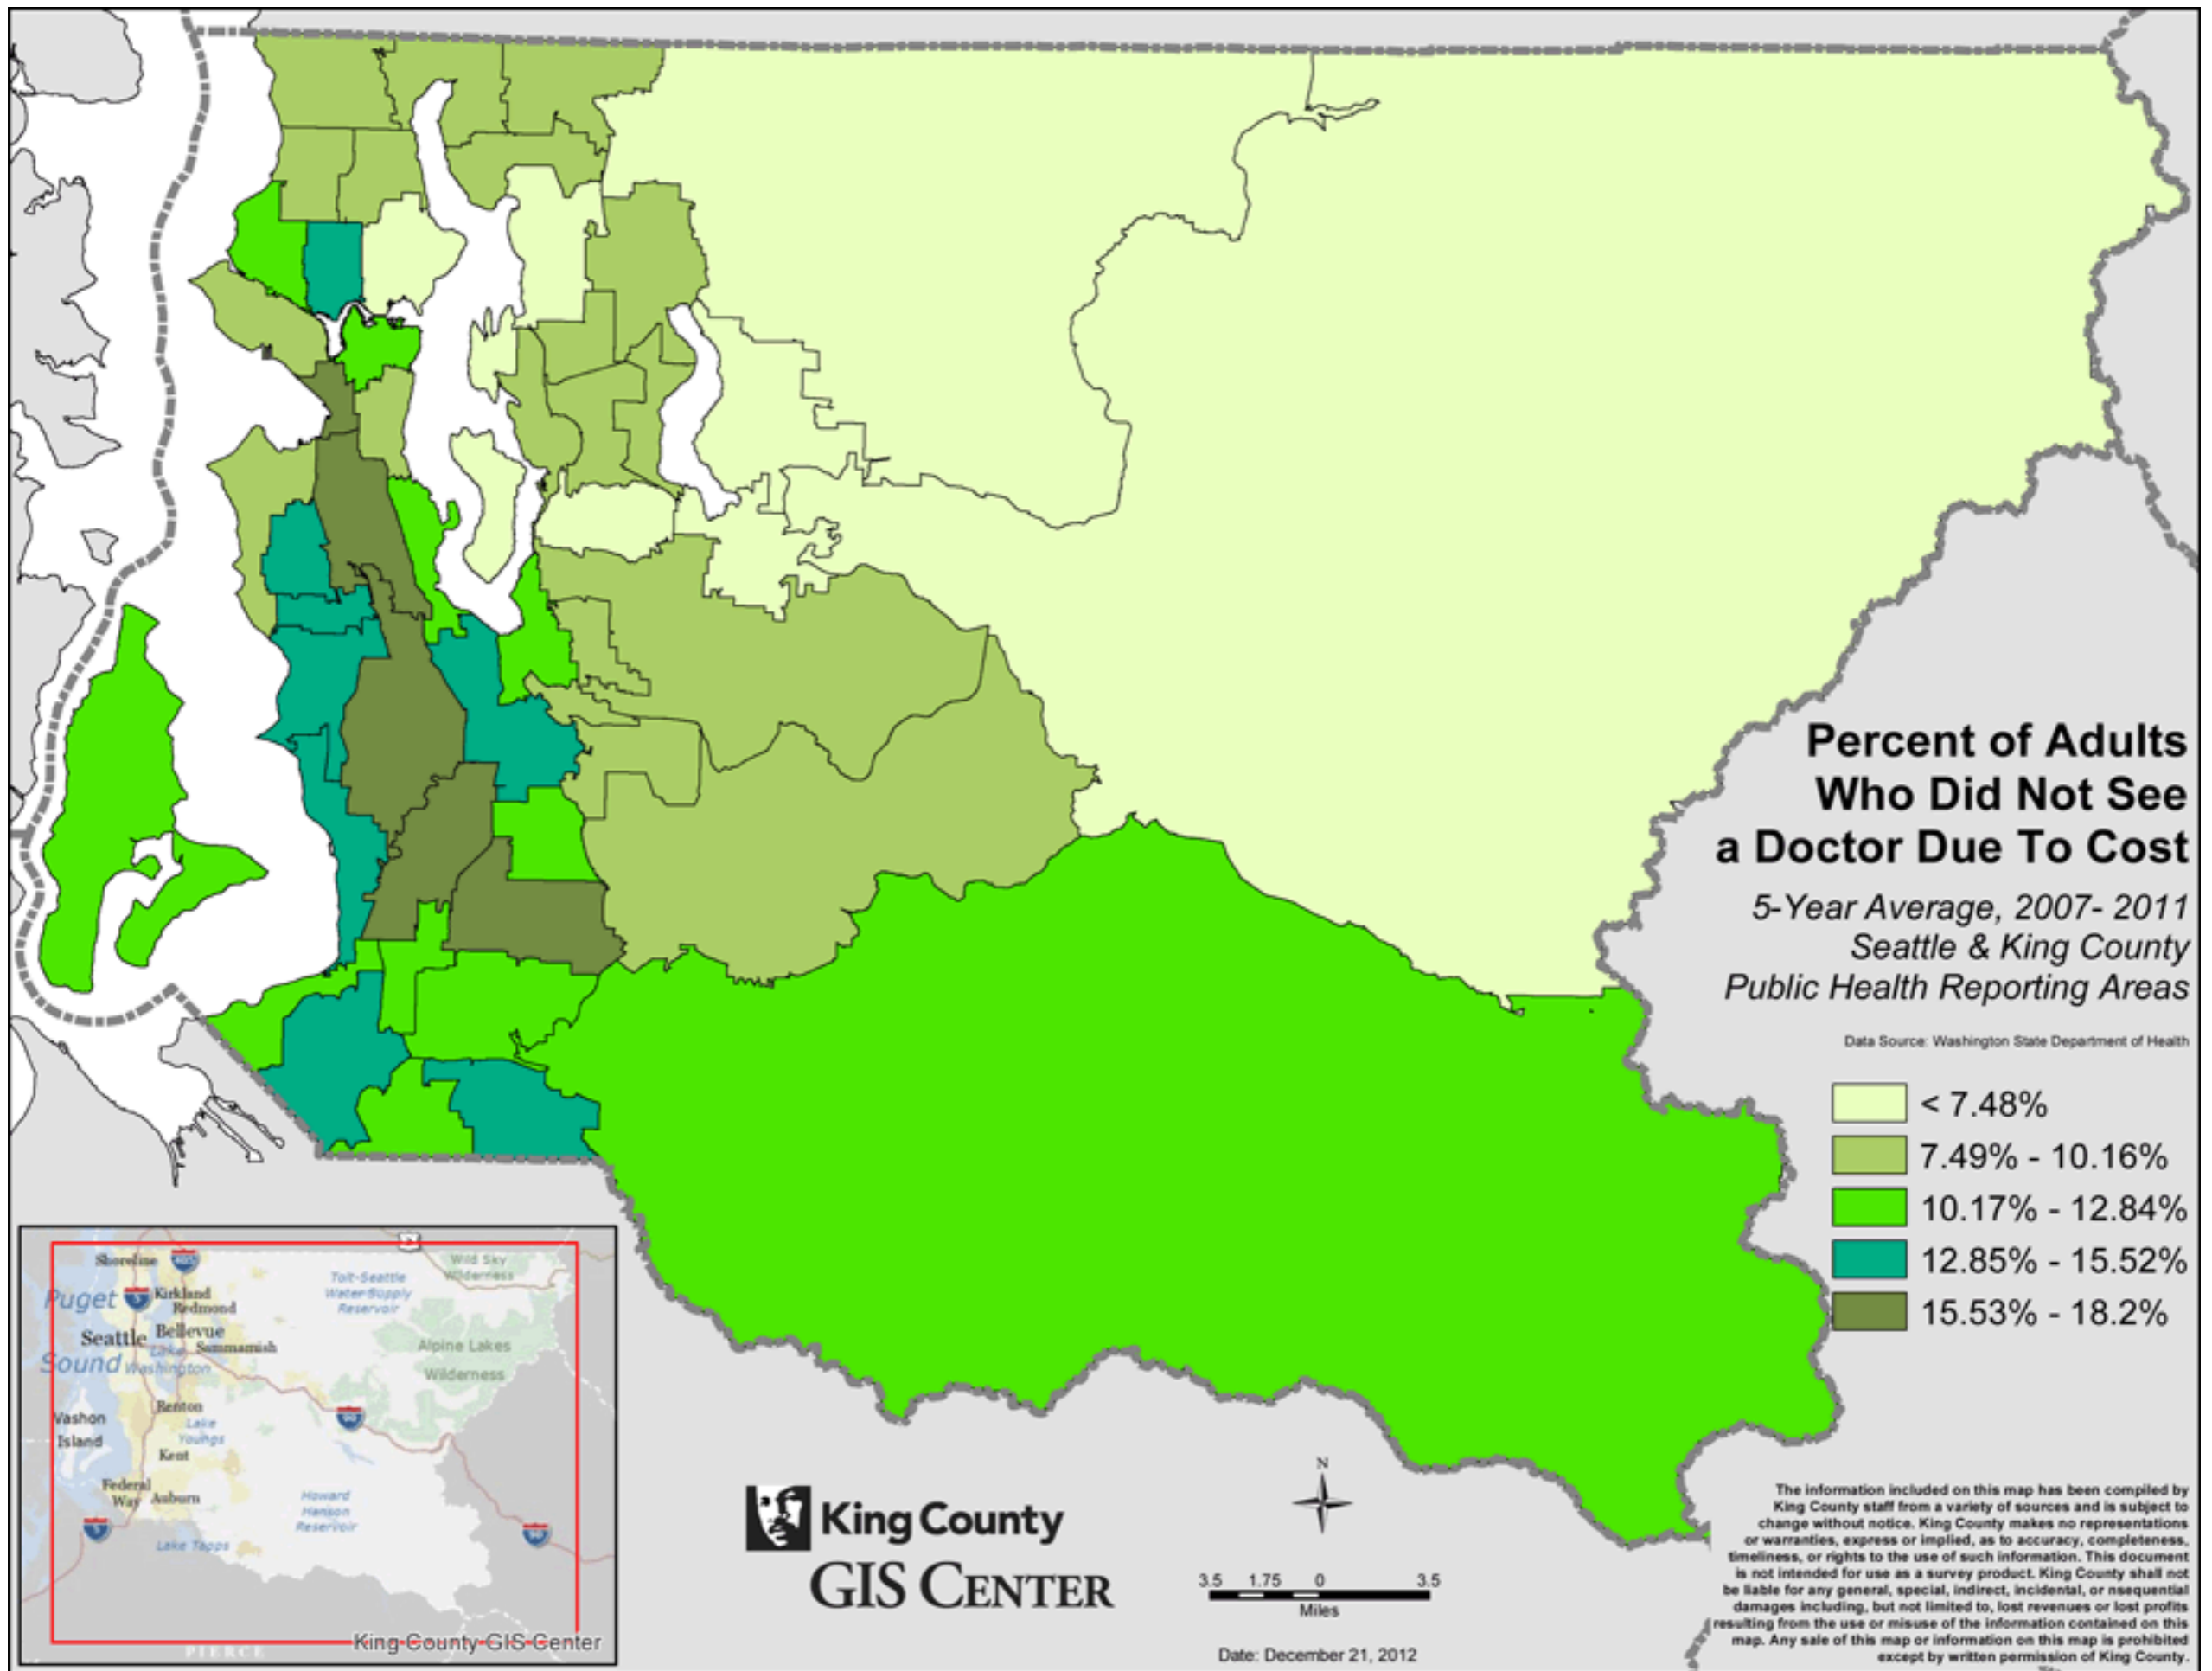 Percent of Adults
Who Did Not See
a Doctor Due To Cost
5-Year Average, 2007- 2011
Seattle & King County
Public Health Reporting Areas
Data Source: Washington State Department of Health
< 7.48%
7.49% - 10.16%
10.17% - 12.84%
12.85% - 15.52%
15.53% - 18.2%
Shoreline
405
Wild Sky
Wilderness
Tolt-Seattle
Water Supply
Reservoir
Puget
5
Kirkland
Redmond
Seattle
Bellevue
Sammamish
Alpine Lakes
Wilderness
Sound
Lake
Washington
Renton
Lake
Youngs
90
Vashon
Island
Kent
Federal
Way
Auburn
Howard
Hanson
Reservoir
5
90
Lake Tapps
King County GIS Center
PIERCE
King County
GIS CENTER
N
3.5 1.75 0 3.5
Miles
Date: December 21, 2012
The information included on this map has been compiled by
King County staff from a variety of sources and is subject to
change without notice. King County makes no representations
or warranties, express or implied, as to accuracy, completeness,
timeliness, or rights to the use of such information. This document
is not intended for use as a survey product. King County shall not
be liable for any general, special, indirect, incidental, or nsequential
damages including, but not limited to, lost revenues or lost profits
resulting from the use or misuse of the information contained on this
map. Any sale of this map or information on this map is prohibited
except by written permission of King County.